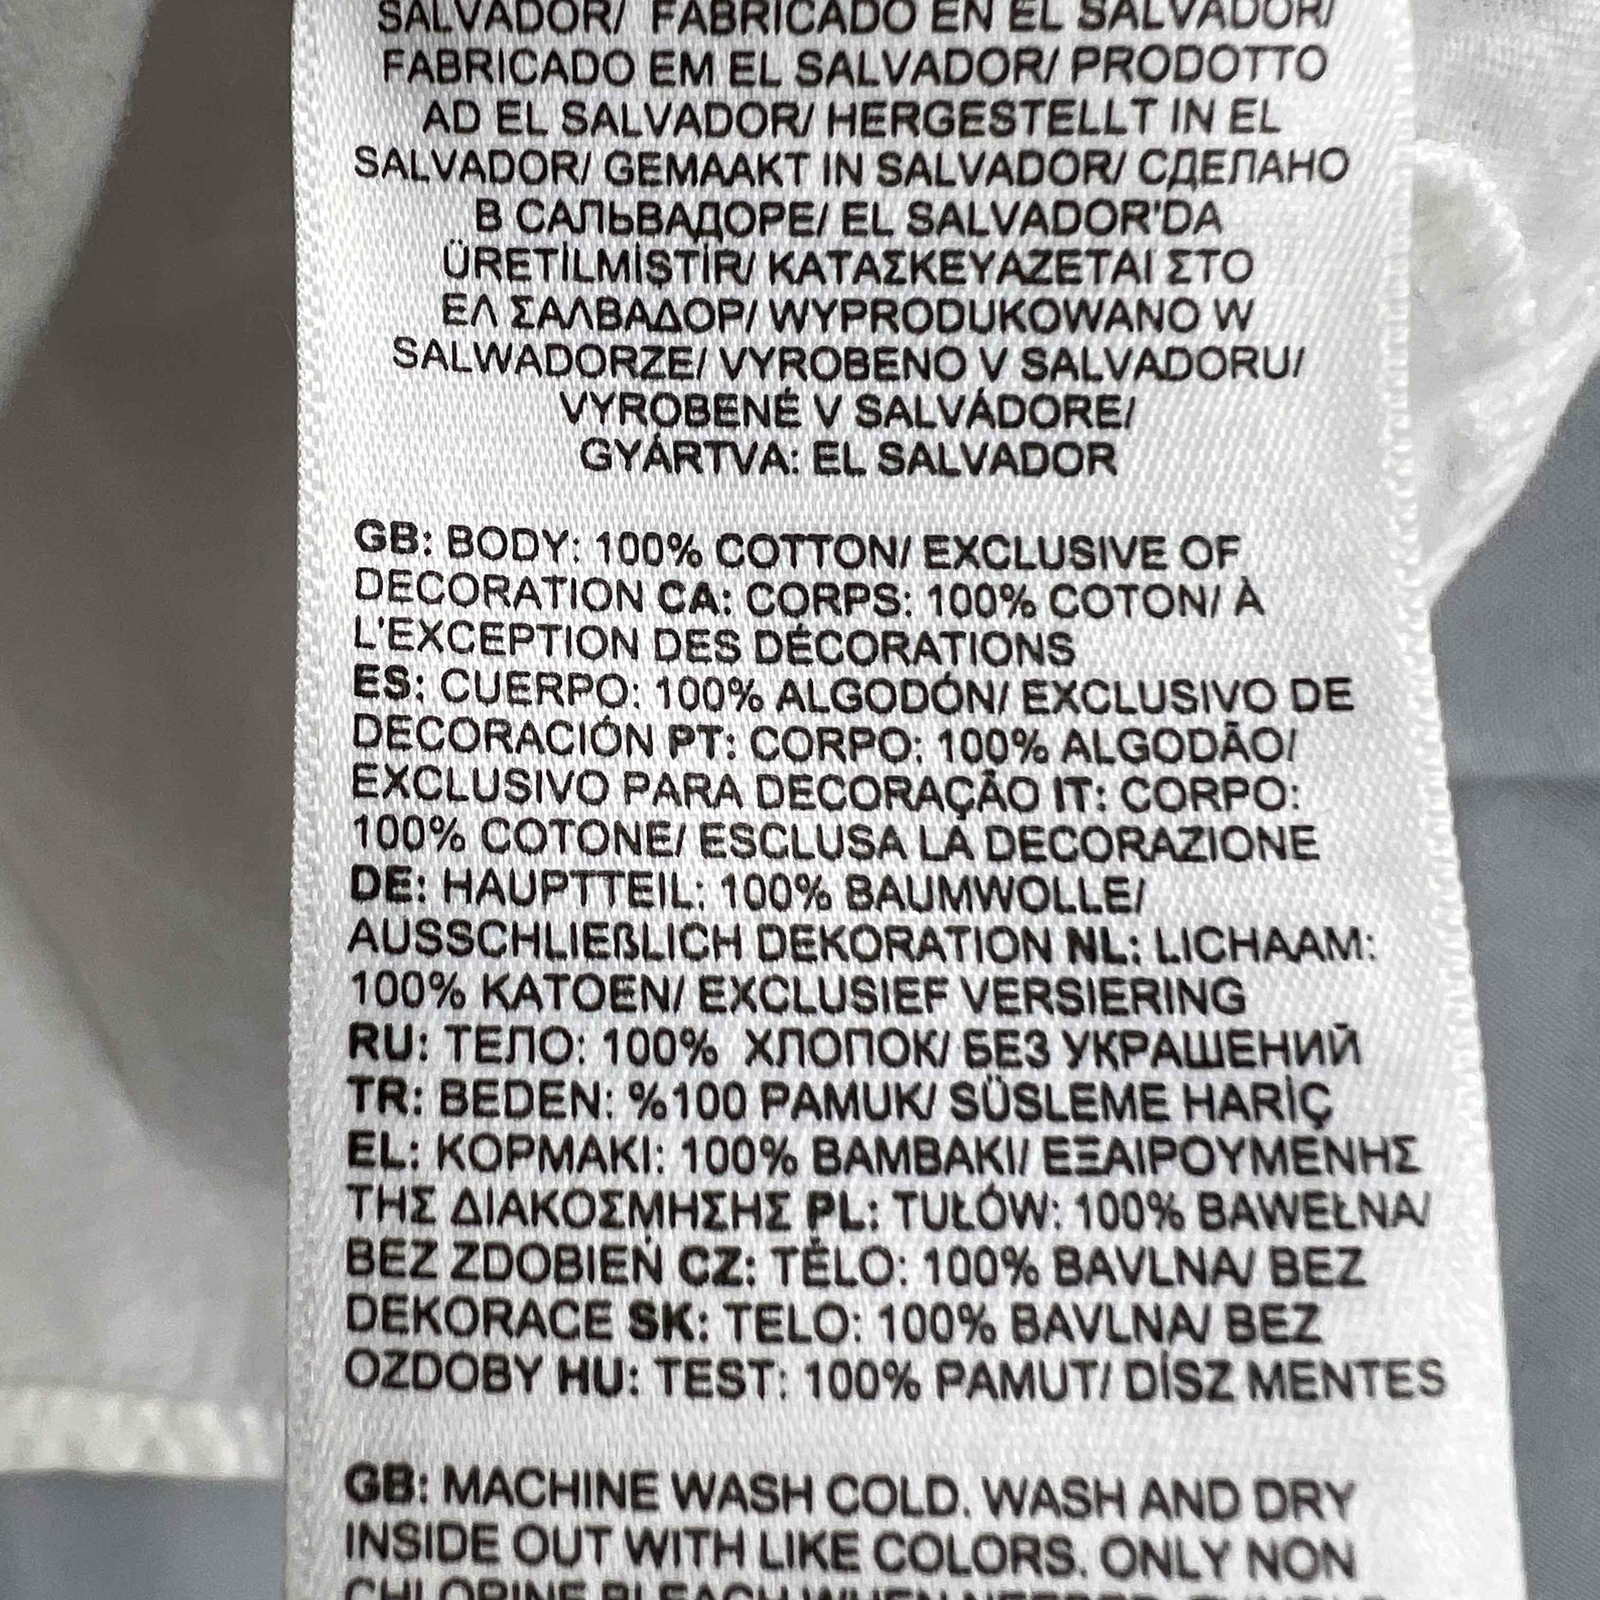 SALVADOR/ FABRICADO EN EL SALVADOR/
FABRICADO EM EL SALVADOR/ PRODOTTO
AD EL SALVADOR/ HERGESTELLT IN EL
SALVADOR/ GEMAAKT IN SALVADOR/ СДЕЛАНО
В САЛЬВАДОРЕ/ EL SALVADOR'DA
ÜRETİLMİŞTİR/ ΚΑΤΑΣΚΕΥΑΖΕΤΑΙ ΣΤΟ
ΕΛ ΣΑΛΒΑΔΟΡ/ WYPRODUKOWANO W
SALWADORZE/ VYROBENO V SALVADORU/
VYROBENÉ V SALVÁDORE/
GYÁRTVA: EL SALVADOR
GB: BODY: 100% COTTON/ EXCLUSIVE OF
DECORATION CA: CORPS: 100% COTON/ À
L'EXCEPTION DES DÉCORATIONS
ES: CUERPO: 100% ALGODÓN/ EXCLUSIVO DE
DECORACIÓN PT: CORPO: 100% ALGODÃO/
EXCLUSIVO PARA DECORAÇÃO IT: CORPO:
100% COTONE/ ESCLUSA LA DECORAZIONE
DE: HAUPTTEIL: 100% BAUMWOLLE/
AUSSCHLIEßLICH DEKORATION NL: LICHAAM:
100% KATOEN/ EXCLUSIEF VERSIERING
RU: ТЕЛО: 100% ХЛОПОК/ БЕЗ УКРАШЕНИЙ
TR: BEDEN: %100 PAMUK/ SÜSLEME HARİÇ
EL: ΚΟΡΜΑΚΙ: 100% ΒΑΜΒΑΚΙ/ ΕΞΑΙΡΟΥΜΕΝΗΣ
ΤΗΣ ΔΙΑΚΟΣΜΗΣΗΣ PL: TUŁÓW: 100% BAWEŁNA/
BEZ ZDOBIEŃ CZ: TĚLO: 100% BAVLNA/ BEZ
DEKORACE SK: TELO: 100% BAVLNA/ BEZ
OZDOBY HU: TEST: 100% PAMUT/ DÍSZ MENTES
GB: MACHINE WASH COLD. WASH AND DRY
INSIDE OUT WITH LIKE COLORS. ONLY NON
CHLORINE BLEACH WHEN NEEDED.